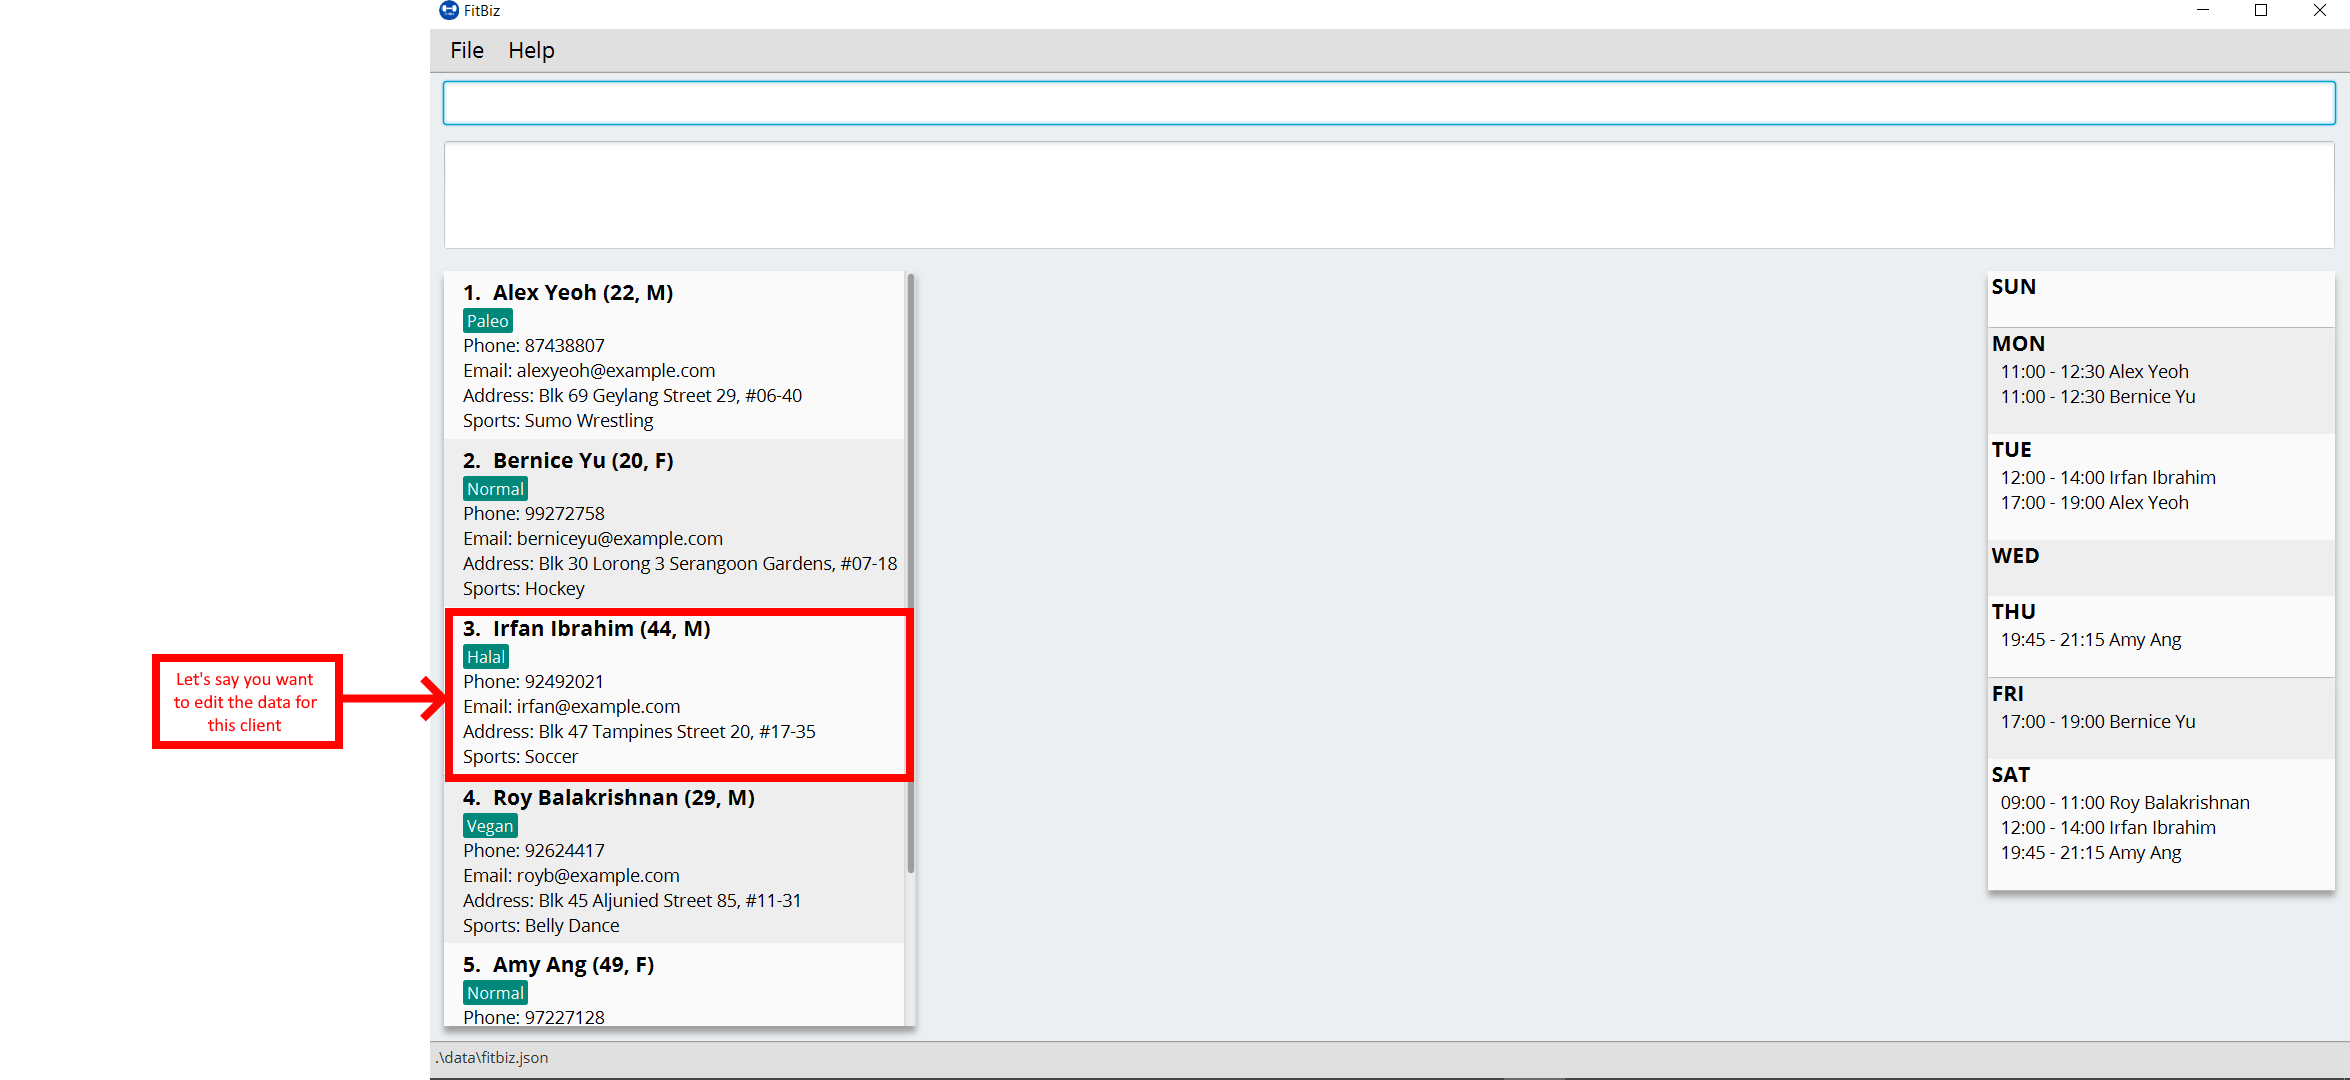 FitBiz
File Help
1. Alex Yeoh (22, M)
Paleo
Phone: 87438807
Email: alexyeoh@example.com
Address: Blk 69 Geylang Street 29, #06-40
Sports: Sumo Wrestling
2. Bernice Yu (20, F)
Normal
Phone: 99272758
Email: berniceyu@example.com
Address: Blk 30 Lorong 3 Serangoon Gardens, #07-18
Sports: Hockey
Let's say you want
to edit the data for
this client
3. Irfan Ibrahim (44, M)
Halal
Phone: 92492021
Email: irfan@example.com
Address: Blk 47 Tampines Street 20, #17-35
Sports: Soccer
4. Roy Balakrishnan (29, M)
Vegan
Phone: 92624417
Email: royb@example.com
Address: Blk 45 Aljunied Street 85, #11-31
Sports: Belly Dance
5. Amy Ang (49, F)
Normal
Phone: 97227128
SUN
MON
11:00 - 12:30 Alex Yeoh
11:00 - 12:30 Bernice Yu
TUE
12:00 - 14:00 Irfan Ibrahim
17:00 - 19:00 Alex Yeoh
WED
THU
19:45 - 21:15 Amy Ang
FRI
17:00 - 19:00 Bernice Yu
SAT
09:00 - 11:00 Roy Balakrishnan
12:00 - 14:00 Irfan Ibrahim
19:45 - 21:15 Amy Ang
.\data\fitbiz.json